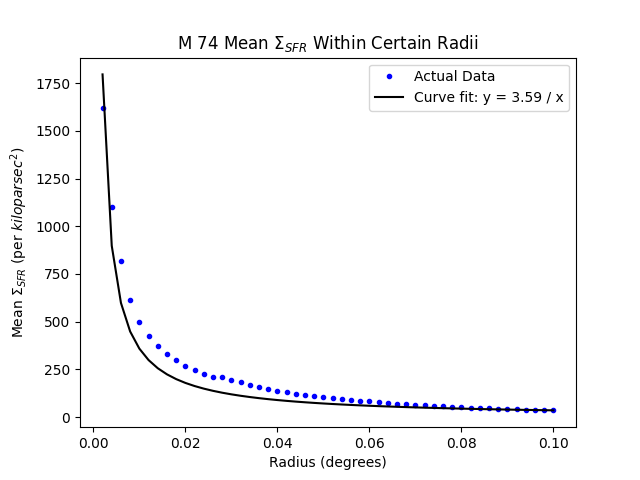 M 74 Mean Σ_SFR Within Certain Radii
Actual Data
Curve fit: y = 3.59 / x
1750
1500
1250
1000
750
500
250
0
Mean Σ_SFR (per kiloparsec²)
0.00 0.02 0.04 0.06 0.08 0.10
Radius (degrees)